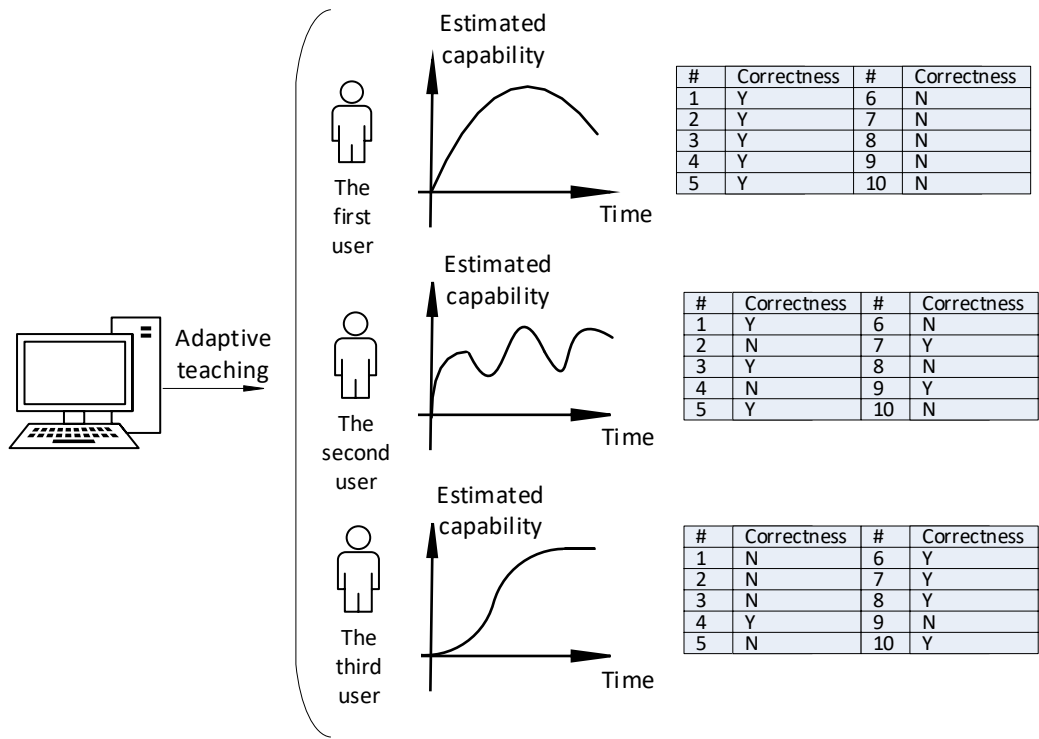 Adaptive
teaching
Estimated
capability
The
first
user
Time
# Correctness # Correctness
1 Y 6 N
2 Y 7 N
3 Y 8 N
4 Y 9 N
5 Y 10 N
Estimated
capability
The
second
user
Time
# Correctness # Correctness
1 Y 6 N
2 N 7 Y
3 Y 8 N
4 N 9 Y
5 Y 10 N
Estimated
capability
The
third
user
Time
# Correctness # Correctness
1 N 6 Y
2 N 7 Y
3 N 8 Y
4 Y 9 N
5 N 10 Y